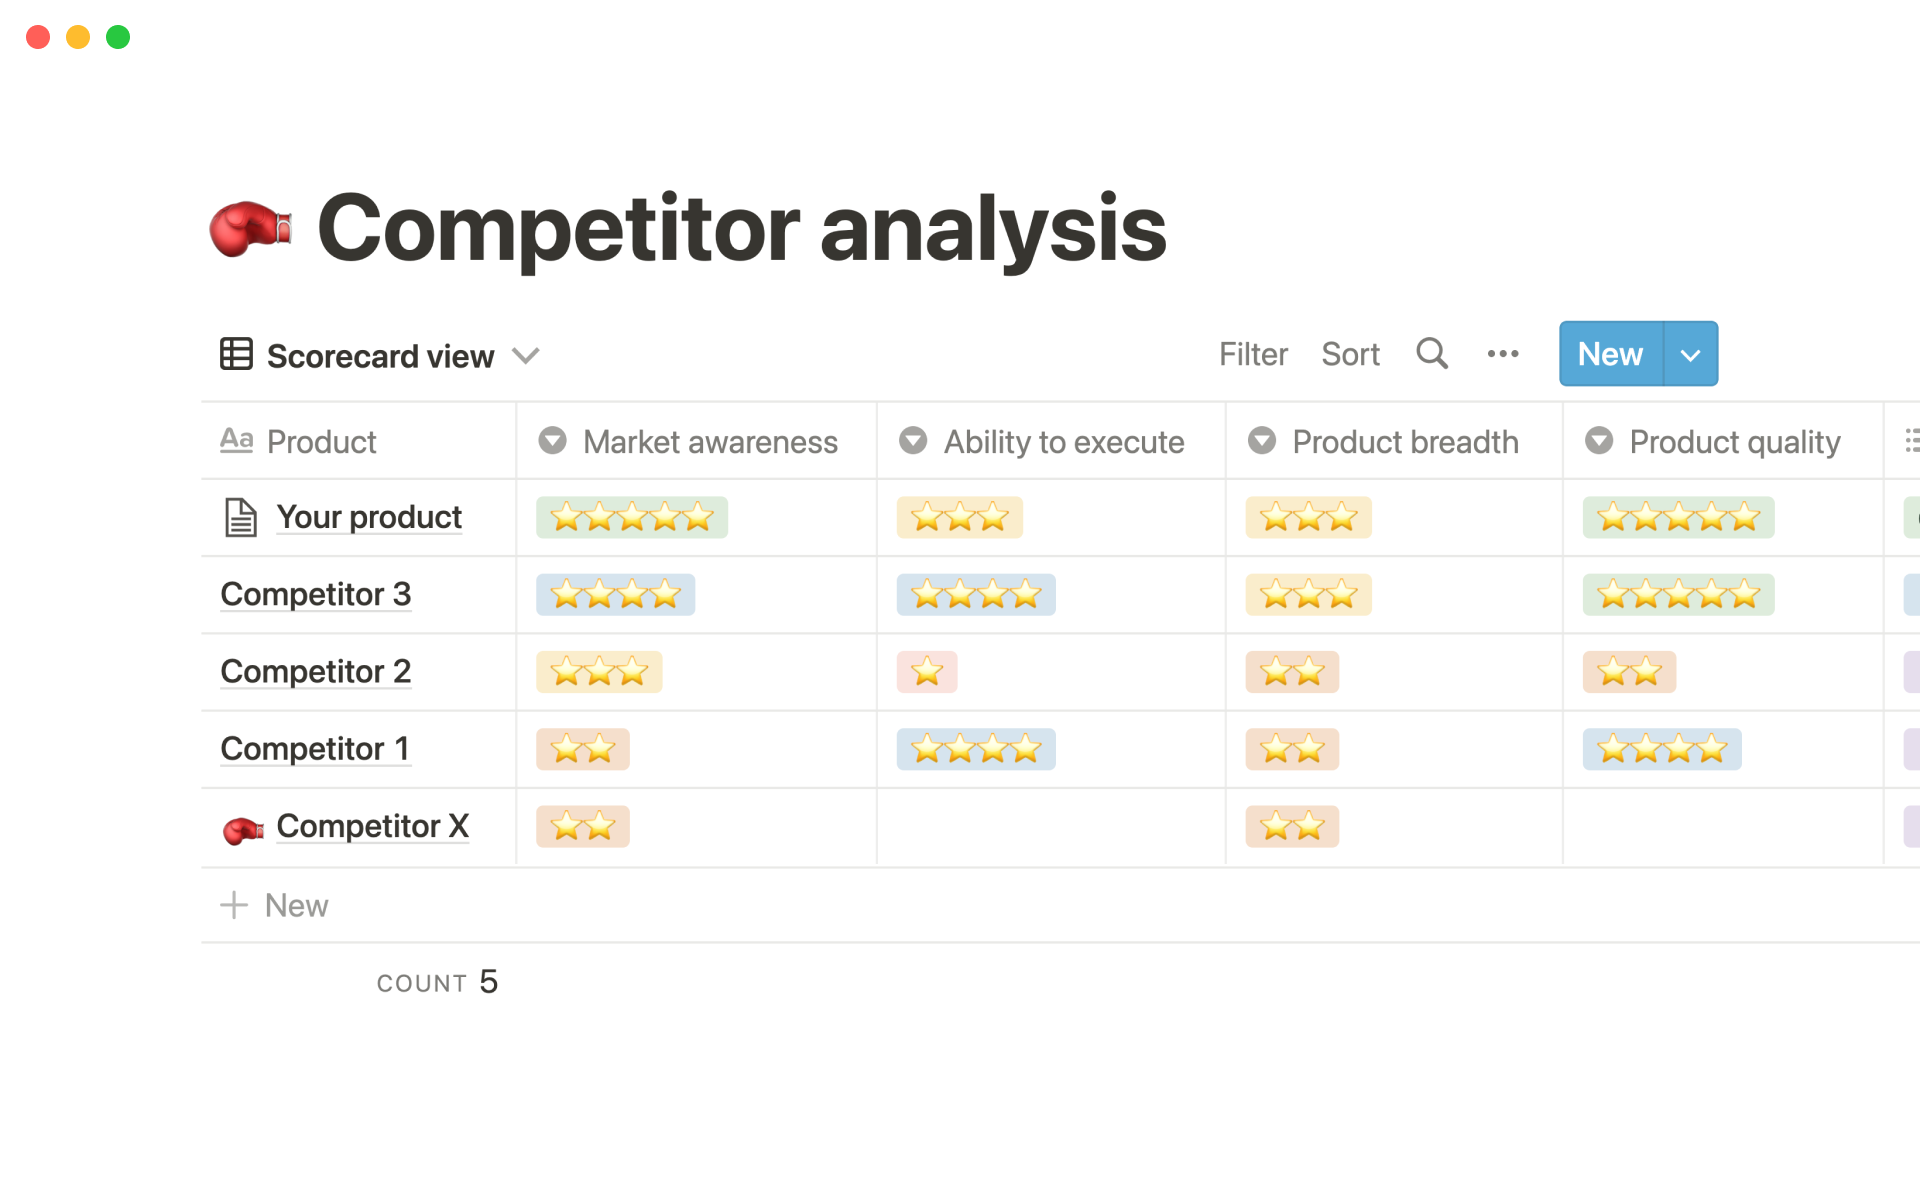 Competitor analysis
Scorecard view Filter Sort New
Aa Product Market awareness Ability to execute Product breadth Product quality
Your product ⭐⭐⭐⭐⭐ ⭐⭐⭐ ⭐⭐⭐ ⭐⭐⭐⭐⭐
Competitor 3 ⭐⭐⭐⭐ ⭐⭐⭐⭐ ⭐⭐⭐ ⭐⭐⭐⭐⭐
Competitor 2 ⭐⭐⭐ ⭐ ⭐⭐ ⭐⭐
Competitor 1 ⭐⭐ ⭐⭐⭐⭐ ⭐⭐ ⭐⭐⭐⭐
Competitor X ⭐⭐ ⭐⭐
+ New
COUNT 5